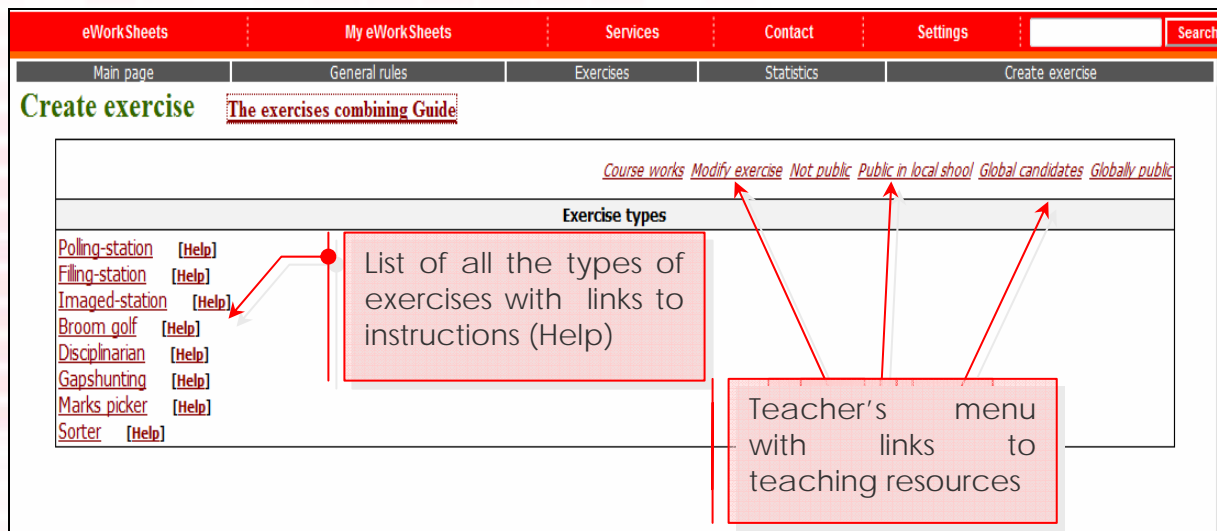 eWorkSheets My eWorkSheets Services Contact Settings Search
Main page General rules Exercises Statistics Create exercise
Create exercise The exercises combining Guide
Course works Modify exercise Not public Public in local shool Global candidates Globally public
Exercise types
Polling-station [Help]
Filling-station [Help]
Imaged-station [Help]
Broom golf [Help]
Disciplinarian [Help]
Gapshunting [Help]
Marks picker [Help]
Sorter [Help]
List of all the types of
exercises with links to
instructions (Help)
Teacher's menu
with links to
teaching resources